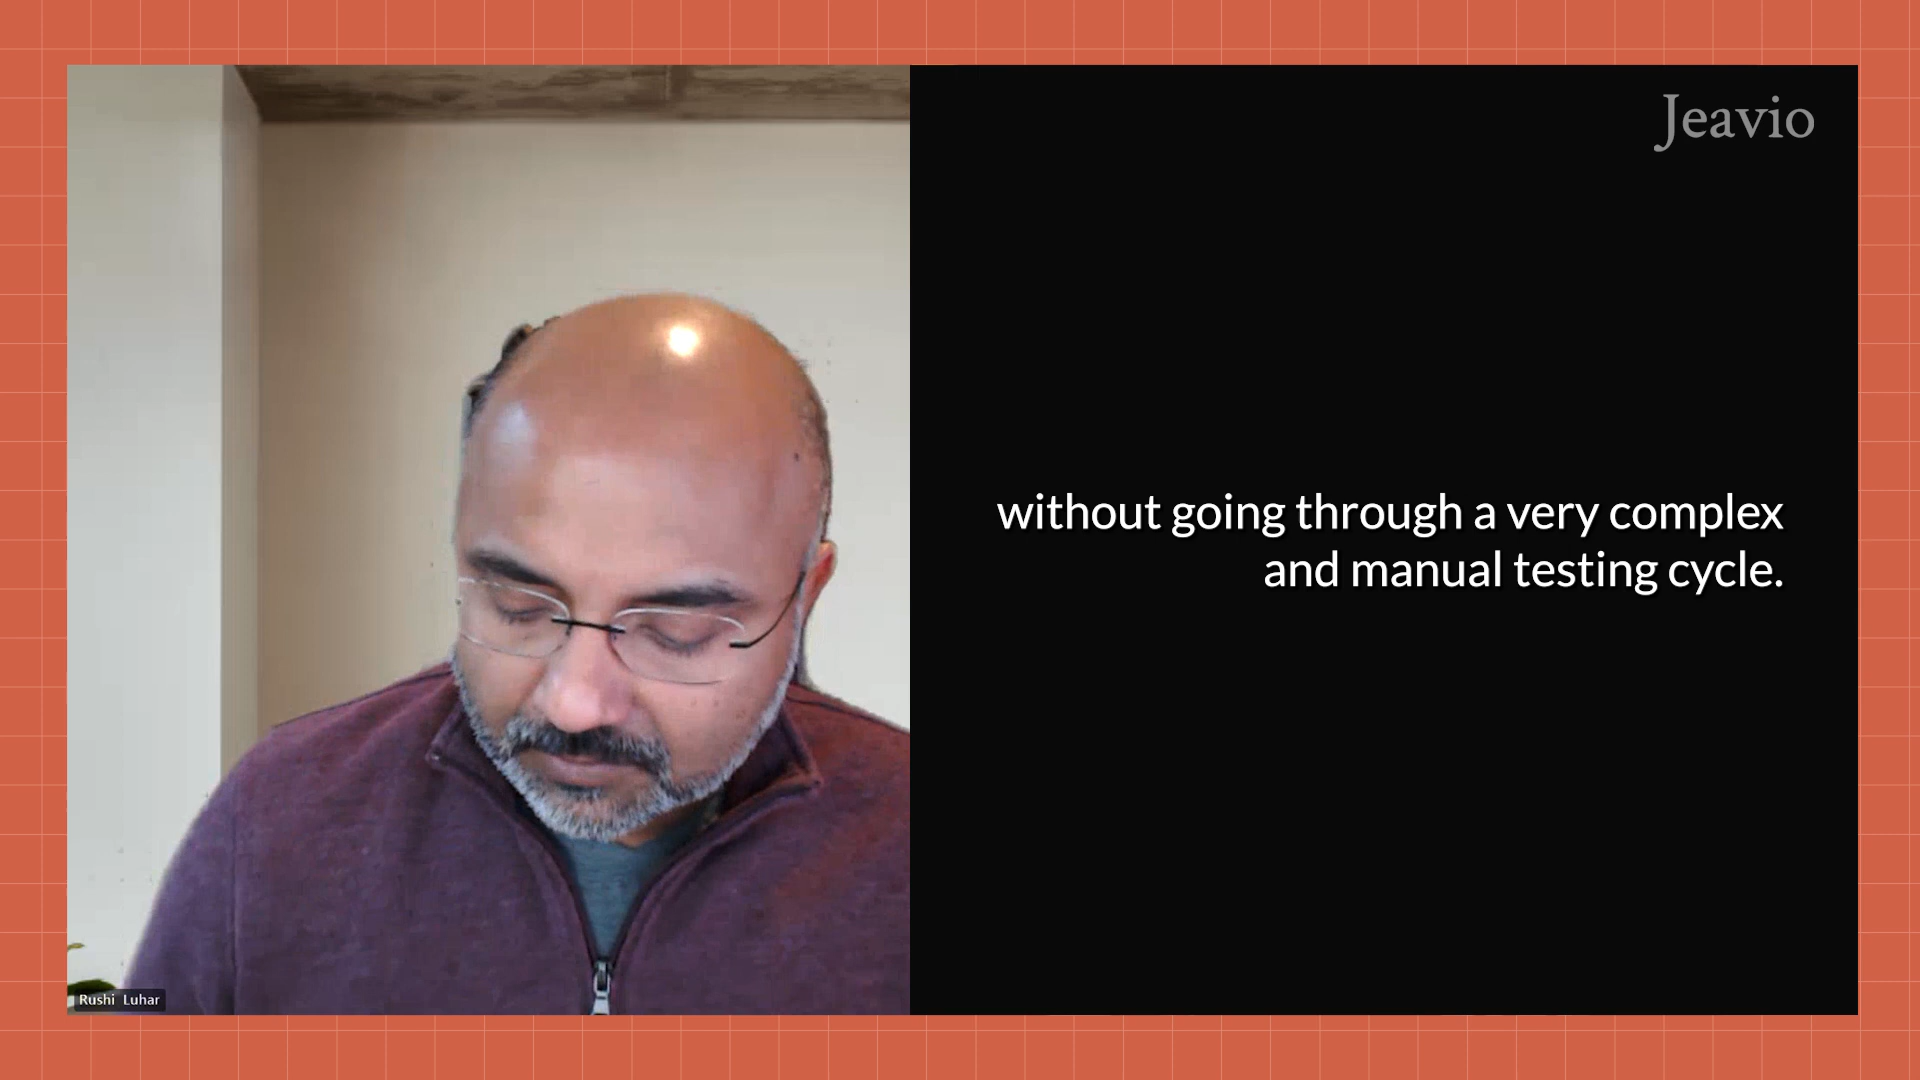 Jeavio
without going through a very complex
and manual testing cycle.
Rushi Luhar